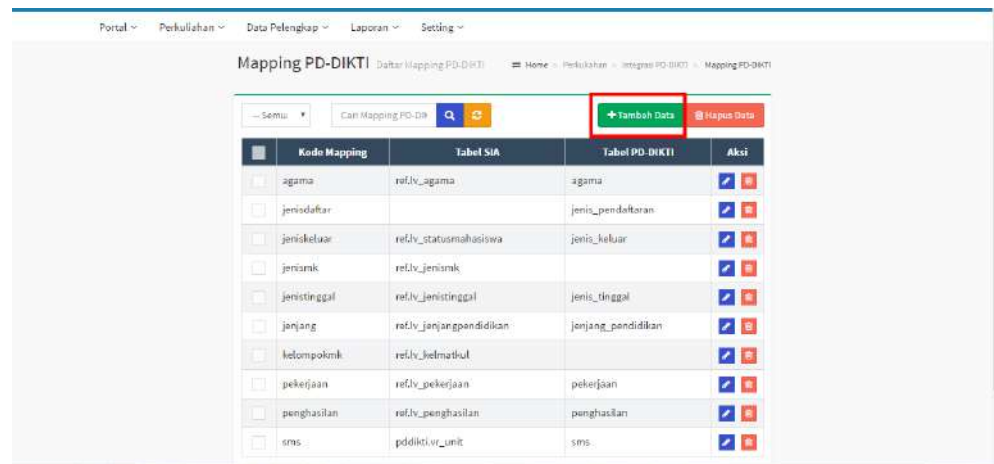 Portal Perkuliahan Data Pelengkap Laporan Setting
Mapping PD-DIKTI Daftar Mapping PD-DIKTI Home Perkuliahan Integrasi PD-DIKTI Mapping PD-DIKTI
-- Semu Cari Mapping PD-DI +Tambah Data Hapus Data
Kode Mapping Tabel SIA Tabel PD-DIKTI Aksi
agama ref.lv_agama agama
jenisdaftar jenis_pendaftaran
jeniskeluar ref.lv_statusmahasiswa jenis_keluar
jenismk ref.lv_jenismk
jenistinggal ref.lv_jenistinggal jenis_tinggal
jenjang ref.lv_jenjangpendidikan jenjang_pendidikan
kelompokmk ref.lv_kelmatkul
pekerjaan ref.lv_pekerjaan pekerjaan
penghasilan ref.lv_penghasilan penghasilan
sms pddikti.vr_unit sms